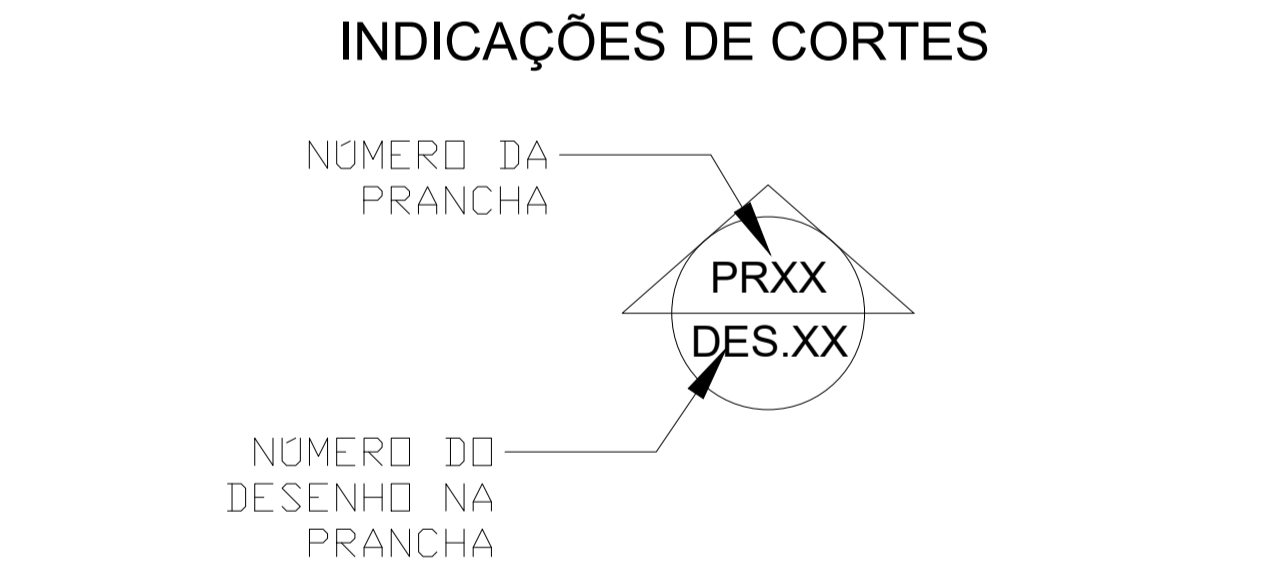 INDICAÇÕES DE CORTES
NÚMERO DA
PRANCHA
PRXX
DES.XX
NÚMERO DO
DESENHO NA
PRANCHA